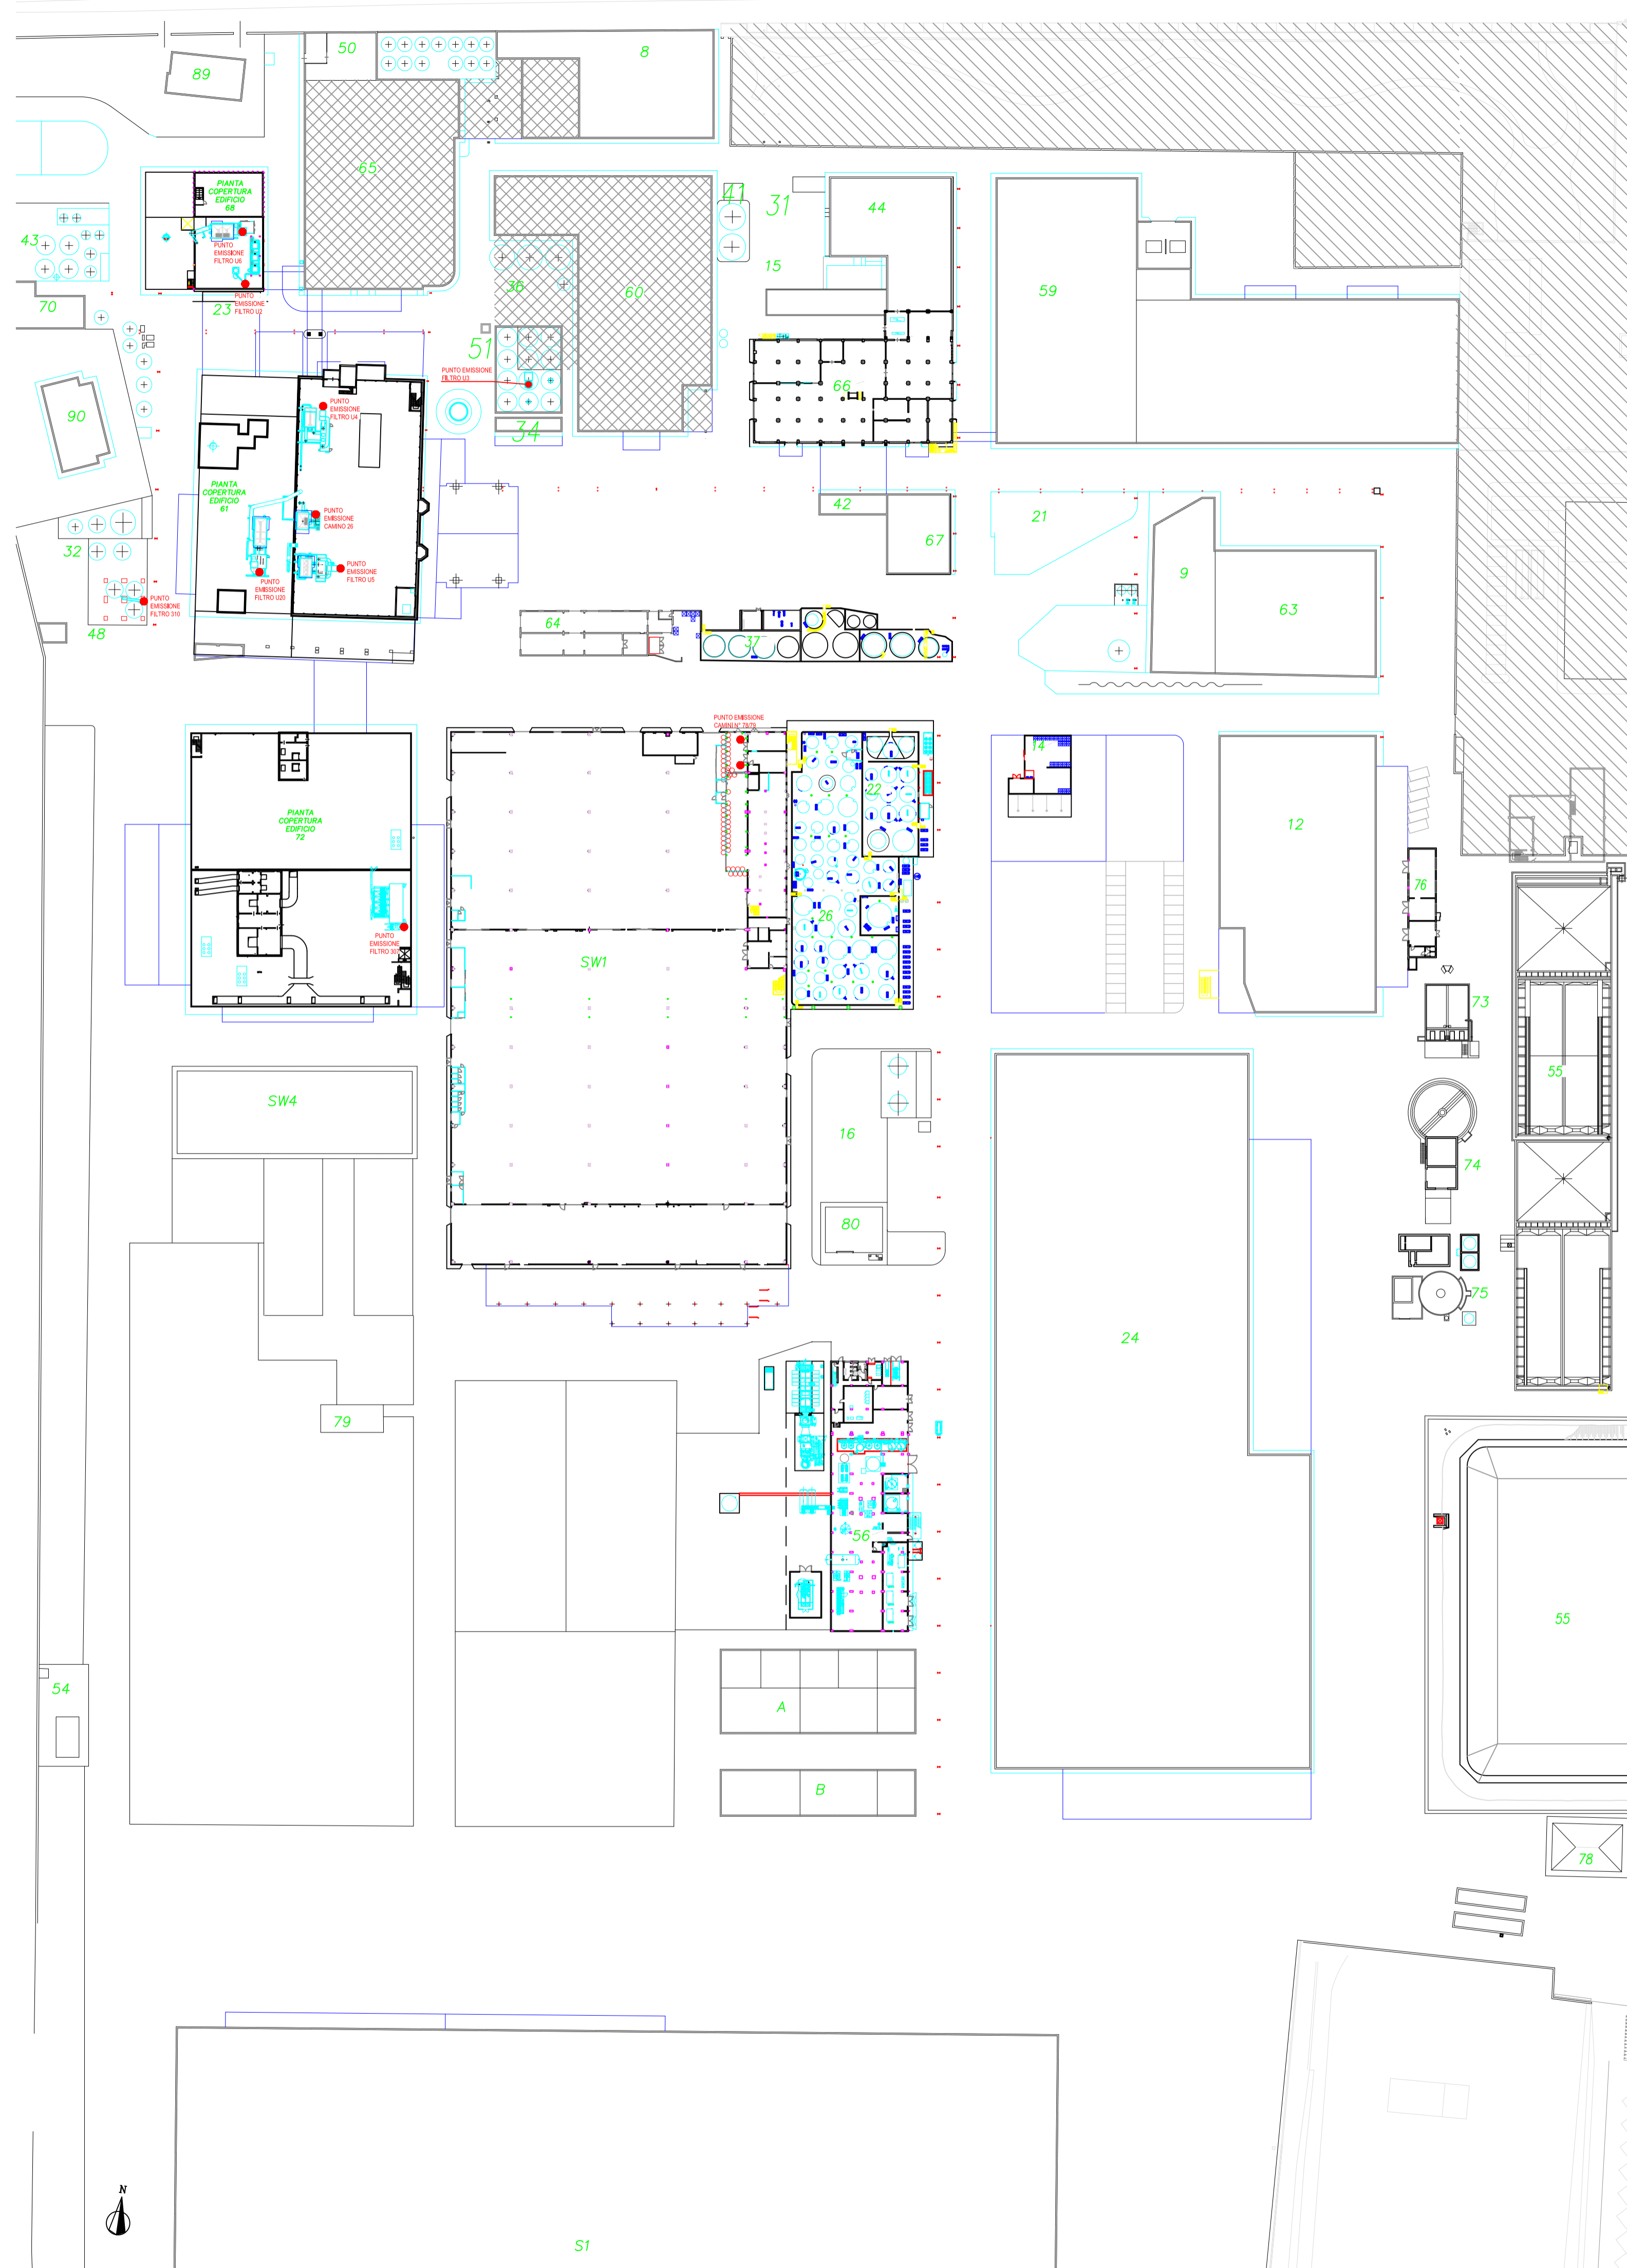 50
8
89
65
PIANTA
COPERTURA
EDIFICIO
68
41
31
44
43
PUNTO
EMISSIONE
FILTRO U6
15
36
60
59
70
23
PUNTO
EMISSIONE
FILTRO U2
51
PUNTO EMISSIONE
FILTRO U3
66
90
PUNTO
EMISSIONE
FILTRO U4
34
PIANTA
COPERTURA
EDIFICIO
61
42
21
PUNTO
EMISSIONE
CAMINO 26
67
32
9
PUNTO
EMISSIONE
FILTRO U5
PUNTO
EMISSIONE
FILTRO U20
PUNTO
EMISSIONE
FILTRO 310
63
48
64
37
PUNTO EMISSIONE
CAMINI N° 78/79
14
22
PIANTA
COPERTURA
EDIFICIO
72
12
76
26
PUNTO
EMISSIONE
FILTRO 307
SW1
73
55
SW4
16
74
80
75
24
79
56
55
54
A
B
78
N
S1